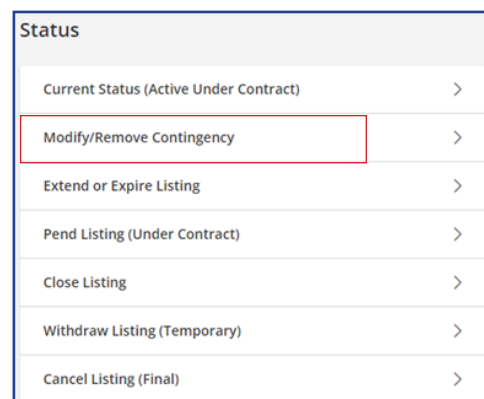 Status
Current Status (Active Under Contract)
Modify/Remove Contingency
Extend or Expire Listing
Pend Listing (Under Contract)
Close Listing
Withdraw Listing (Temporary)
Cancel Listing (Final)